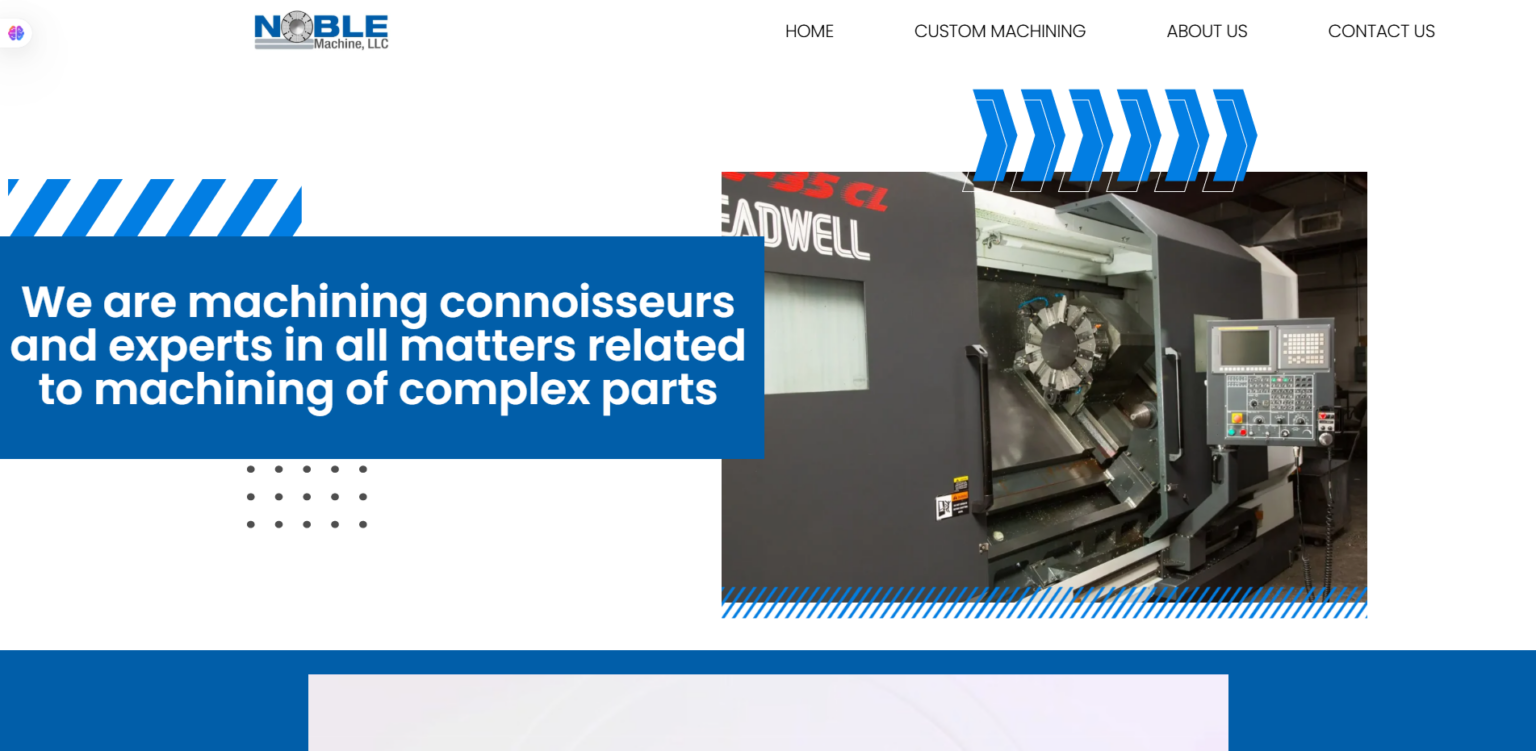 NOBLE
Machine, LLC
HOME
CUSTOM MACHINING
ABOUT US
CONTACT US
35 CL
We are machining connoisseurs
and experts in all matters related
to machining of complex parts